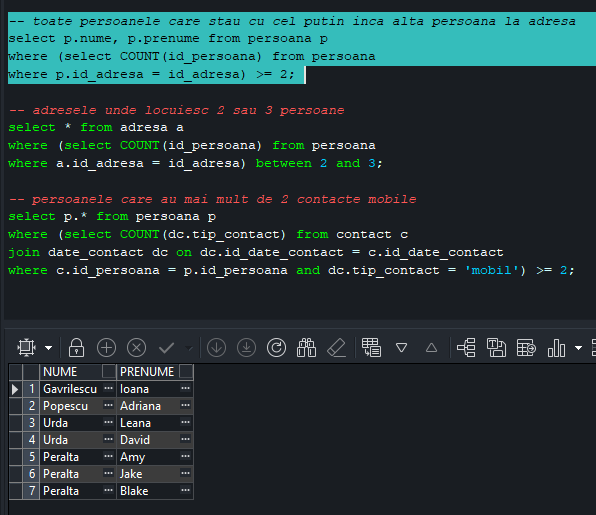 -- toate persoanele care stau cu cel putin inca alta persoana la adresa
select p.nume, p.prenume from persoana p
where (select COUNT(id_persoana) from persoana
where p.id_adresa = id_adresa) >= 2;
-- adresele unde locuiesc 2 sau 3 persoane
select * from adresa a
where (select COUNT(id_persoana) from persoana
where a.id_adresa = id_adresa) between 2 and 3;
-- persoanele care au mai mult de 2 contacte mobile
select p.* from persoana p
where (select COUNT(dc.tip_contact) from contact c
join date_contact dc on dc.id_date_contact = c.id_date_contact
where c.id_persoana = p.id_persoana and dc.tip_contact = 'mobil') >= 2;
NUME PRENUME
1 Gavrilescu ··· Ioana ···
2 Popescu ··· Adriana ···
3 Urda ··· Leana ···
4 Urda ··· David ···
5 Peralta ··· Amy ···
6 Peralta ··· Jake ···
7 Peralta ··· Blake ···